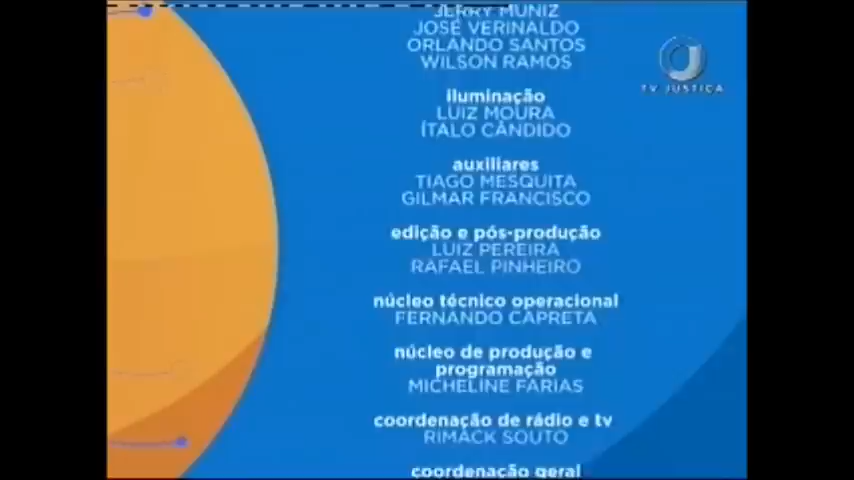 JERRY MUNIZ
JOSÉ VERINALDO
ORLANDO SANTOS
WILSON RAMOS
TV JUSTIÇA
iluminação
LUIZ MOURA
ÍTALO CÂNDIDO
auxiliares
TIAGO MESQUITA
GILMAR FRANCISCO
edição e pós-produção
LUIZ PEREIRA
RAFAEL PINHEIRO
núcleo técnico operacional
FERNANDO CAPRETA
núcleo de produção e
programação
MICHELINE FARIAS
coordenação de rádio e tv
RIMACK SOUTO
coordenação geral